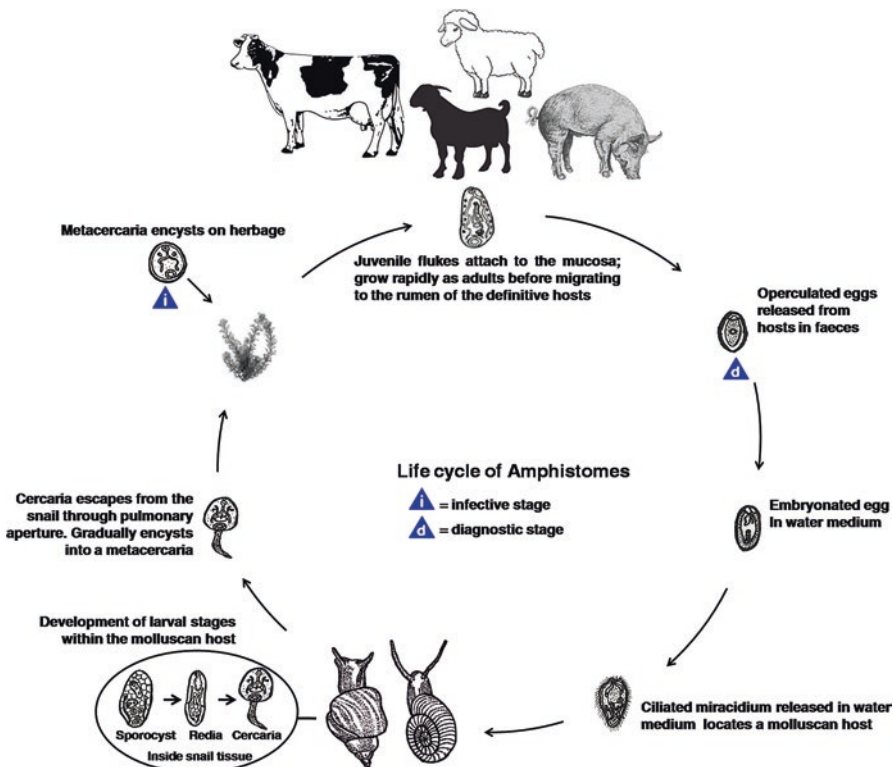 Metacercaria encysts on herbage
i
Juvenile flukes attach to the mucosa;
grow rapidly as adults before migrating
to the rumen of the definitive hosts
Operculated eggs
released from
hosts in faeces
d
Life cycle of Amphistomes
i = infective stage
d = diagnostic stage
Embryonated egg
In water medium
Ciliated miracidium released in water
medium locates a molluscan host
Development of larval stages
within the molluscan host
Sporocyst Redia Cercaria
Inside snail tissue
Cercaria escapes from the
snail through pulmonary
aperture. Gradually encysts
into a metacercaria